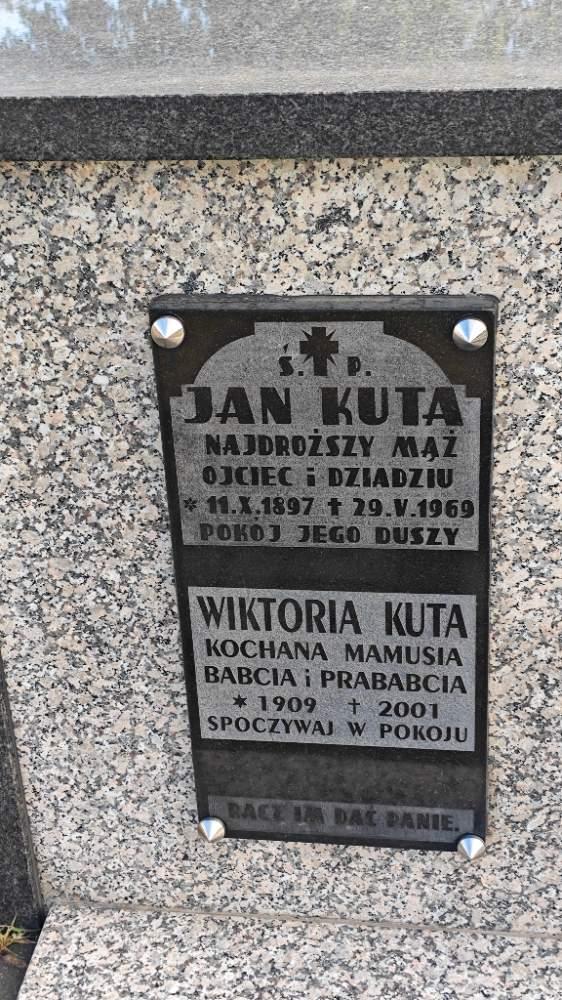 Ś. P.
JAN KUTA
NAJDROŻSZY MĄŻ
OJCIEC i DZIADZIU
* 11.X.1897 † 29.V.1969
POKÓJ JEGO DUSZY
WIKTORIA KUTA
KOCHANA MAMUSIA
BABCIA i PRABABCIA
* 1909 † 2001
SPOCZYWAJ W POKOJU
RACZ IM DAĆ PANIE.